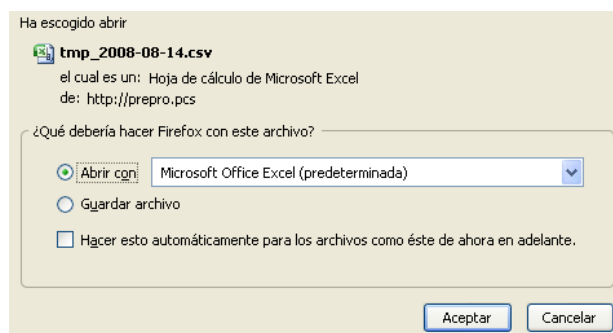 Ha escogido abrir
tmp_2008-08-14.csv
el cual es un: Hoja de cálculo de Microsoft Excel
de: http://prepro.pcs
¿Qué debería hacer Firefox con este archivo?
Abrir con Microsoft Office Excel (predeterminada)
Guardar archivo
Hacer esto automáticamente para los archivos como éste de ahora en adelante.
Aceptar Cancelar